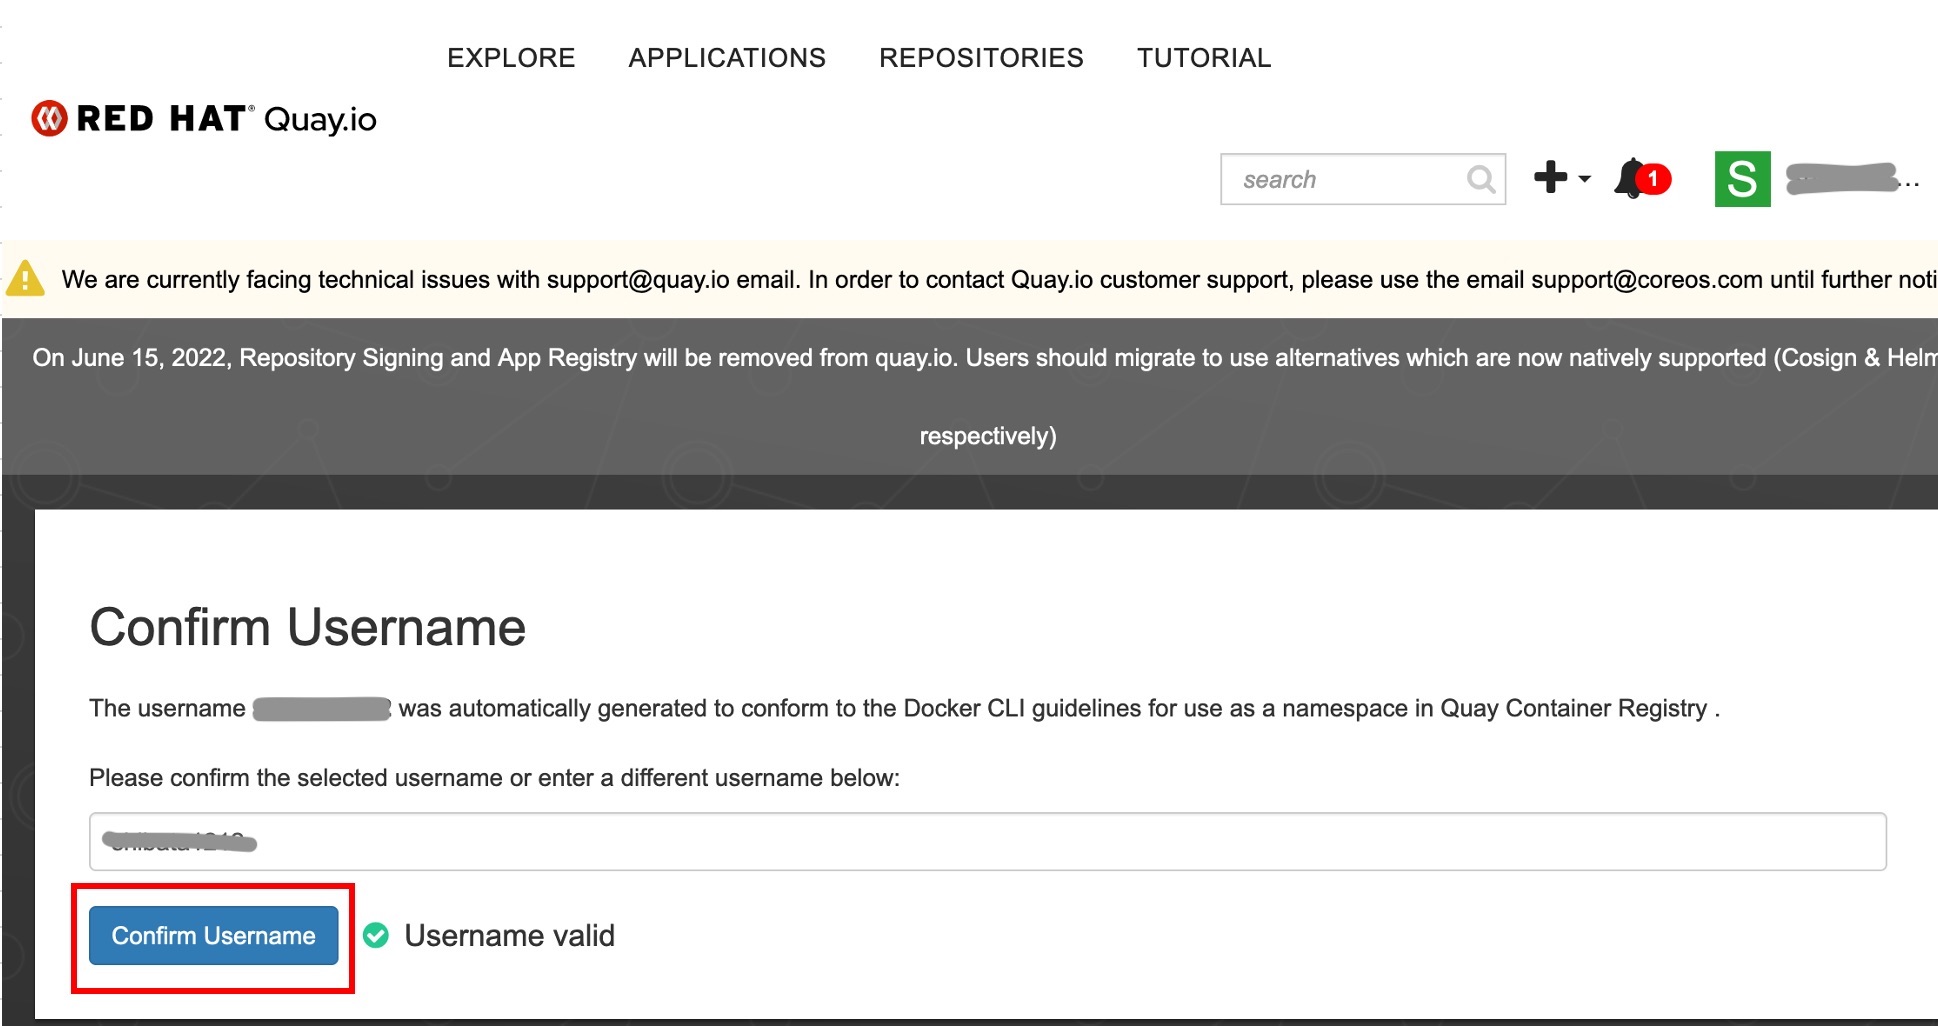 EXPLORE APPLICATIONS REPOSITORIES TUTORIAL
RED HAT® Quay.io
search 1 S ...
We are currently facing technical issues with support@quay.io email. In order to contact Quay.io customer support, please use the email support@coreos.com until further noti
On June 15, 2022, Repository Signing and App Registry will be removed from quay.io. Users should migrate to use alternatives which are now natively supported (Cosign & Helm
respectively)
Confirm Username
The username was automatically generated to conform to the Docker CLI guidelines for use as a namespace in Quay Container Registry .
Please confirm the selected username or enter a different username below:
Confirm Username Username valid